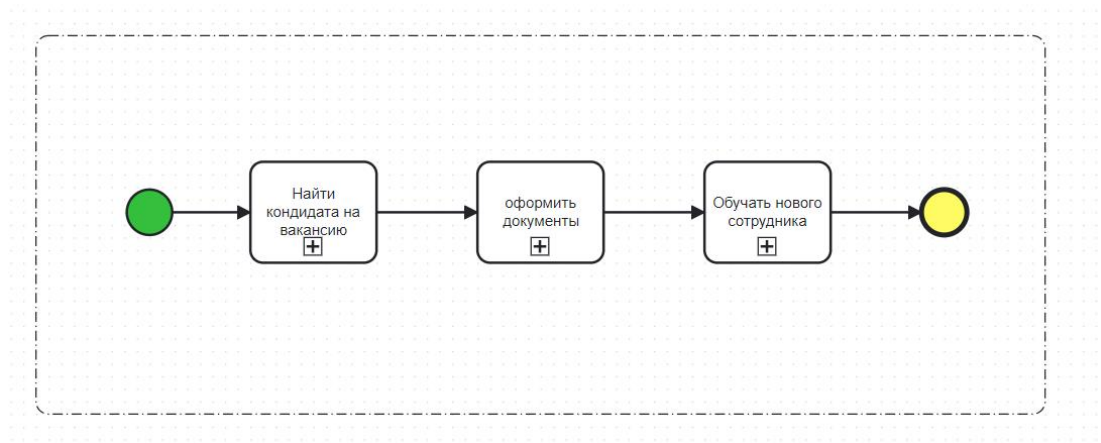 Найти
кондидата на
вакансию
оформить
документы
Обучать нового
сотрудника